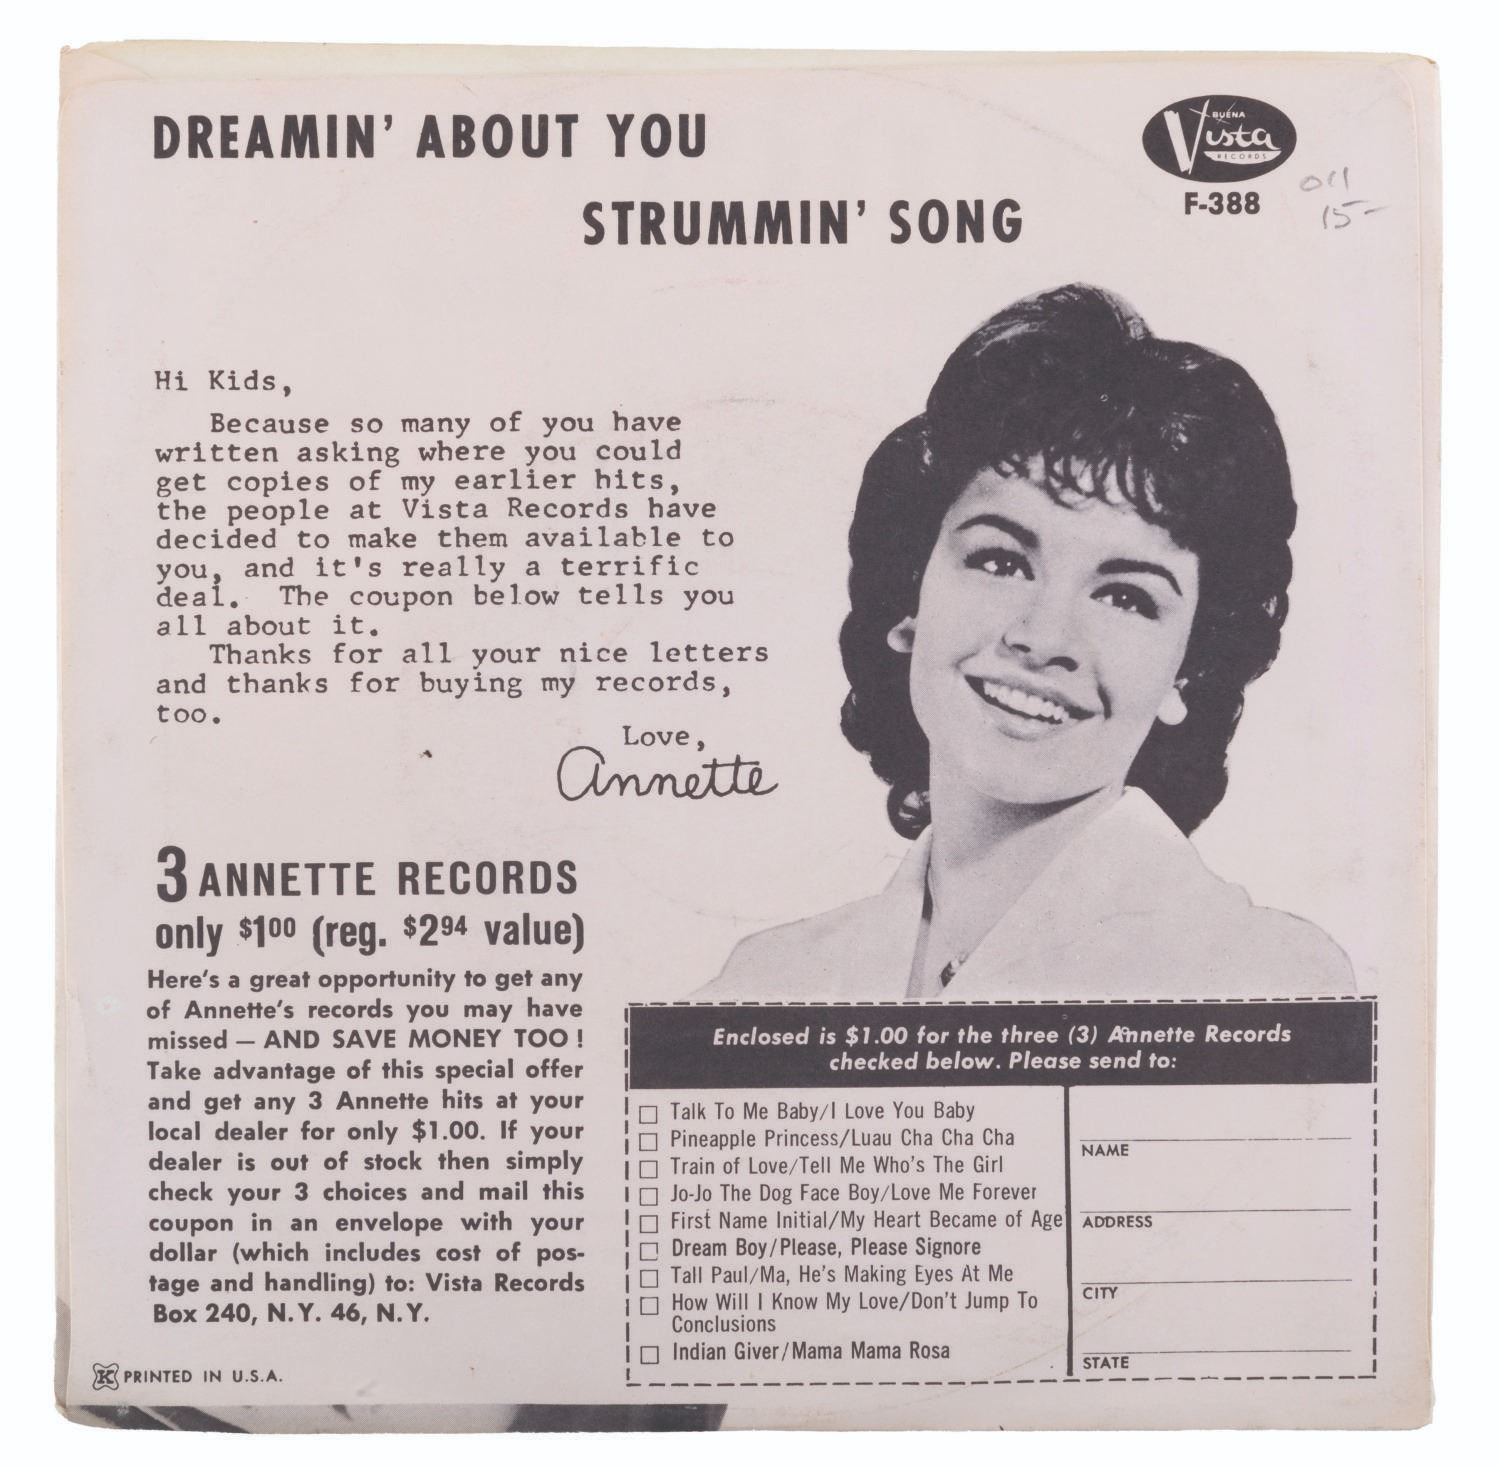 DREAMIN' ABOUT YOU
STRUMMIN' SONG
BUENA
Vista
RECORDS
F-388
15-
Hi Kids,
Because so many of you have
written asking where you could
get copies of my earlier hits,
the people at Vista Records have
decided to make them available to
you, and it's really a terrific
deal. The coupon below tells you
all about it.
Thanks for all your nice letters
and thanks for buying my records,
too.
Love,
Annette
3 ANNETTE RECORDS
only $1.00 (reg. $2.94 value)
Here's a great opportunity to get any
of Annette's records you may have
missed — AND SAVE MONEY TOO!
Take advantage of this special offer
and get any 3 Annette hits at your
local dealer for only $1.00. If your
dealer is out of stock then simply
check your 3 choices and mail this
coupon in an envelope with your
dollar (which includes cost of pos-
tage and handling) to: Vista Records
Box 240, N.Y. 46, N.Y.
K PRINTED IN U.S.A.
Enclosed is $1.00 for the three (3) Annette Records
checked below. Please send to:
Talk To Me Baby/I Love You Baby
Pineapple Princess/Luau Cha Cha Cha
Train of Love/Tell Me Who's The Girl
Jo-Jo The Dog Face Boy/Love Me Forever
First Name Initial/My Heart Became of Age
Dream Boy/Please, Please Signore
Tall Paul/Ma, He's Making Eyes At Me
How Will I Know My Love/Don't Jump To
Conclusions
Indian Giver/Mama Mama Rosa
NAME
ADDRESS
CITY
STATE